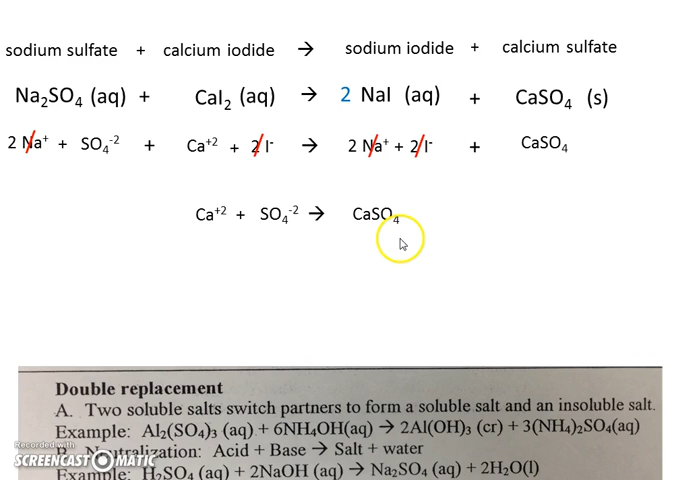 sodium sulfate + calcium iodide → sodium iodide + calcium sulfate
Na₂SO₄ (aq) + CaI₂ (aq) → 2 NaI (aq) + CaSO₄ (s)
2 Na⁺ + SO₄⁻² + Ca⁺² + 2 I⁻ → 2 Na⁺ + 2 I⁻ + CaSO₄
Ca⁺² + SO₄⁻² → CaSO₄
Double replacement
A. Two soluble salts switch partners to form a soluble salt and an insoluble salt.
Example: Al₂(SO₄)₃ (aq) + 6NH₄OH(aq) → 2Al(OH)₃ (cr) + 3(NH₄)₂SO₄(aq)
B. Neutralization: Acid + Base → Salt + water
Example: H₂SO₄ (aq) + 2NaOH (aq) → Na₂SO₄ (aq) + 2H₂O(l)
Recorded with
SCREENCAST-O-MATIC